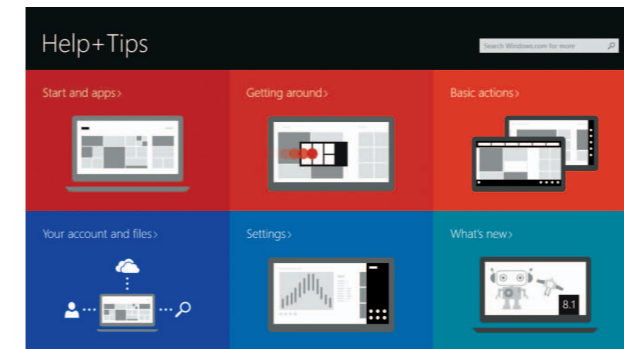 Help+Tips
Search Windows.com for more
Start and apps›
Getting around›
Basic actions›
Your account and files›
Settings›
What's new›
8.1